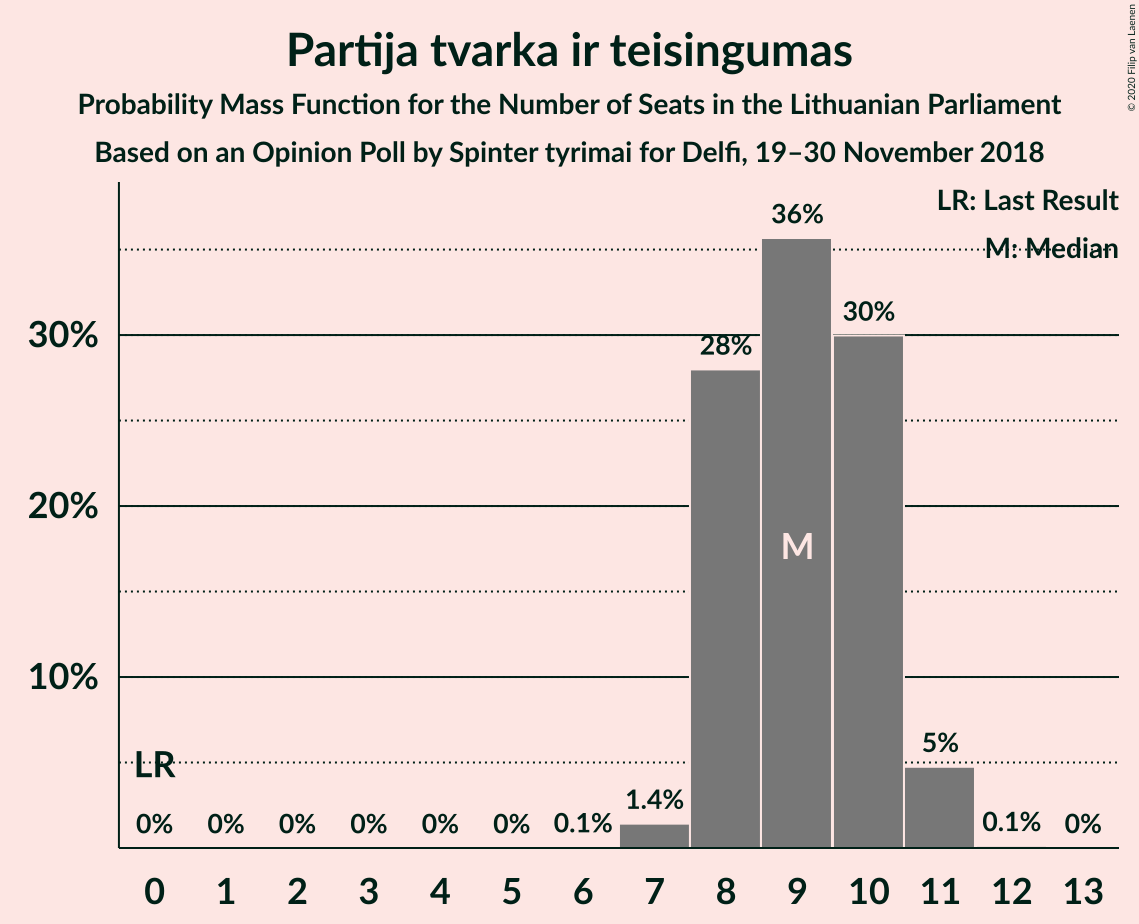 Partija tvarka ir teisingumas
Probability Mass Function for the Number of Seats in the Lithuanian Parliament
Based on an Opinion Poll by Spinter tyrimai for Delfi, 19–30 November 2018
© 2020 Filip van Laenen
LR: Last Result
M: Median
36%
30%
28%
30%
20%
M
10%
LR
5%
1.4%
0% 0% 0% 0% 0% 0% 0.1% 0.1% 0%
0 1 2 3 4 5 6 7 8 9 10 11 12 13